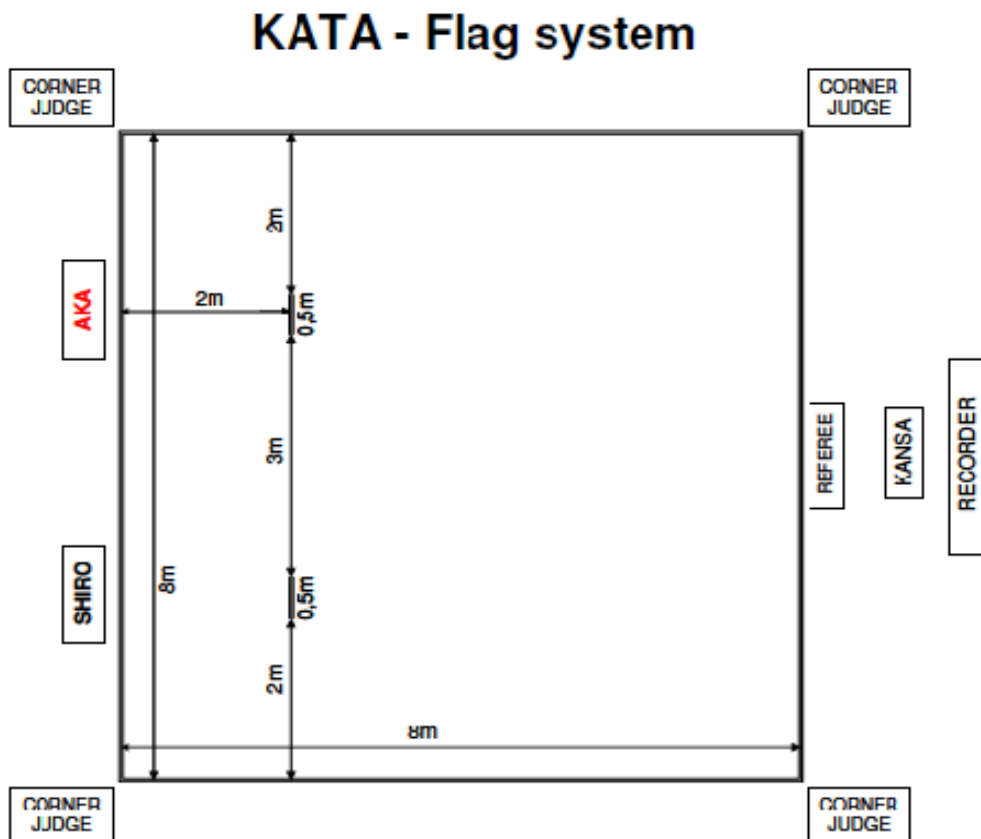 KATA - Flag system
CORNER
JUDGE
CORNER
JUDGE
2m
AKA
2m
0,5m
3m
REFEREE
KANSA
RECORDER
SHIRO
8m
0,5m
2m
8m
CORNER
JUDGE
CORNER
JUDGE